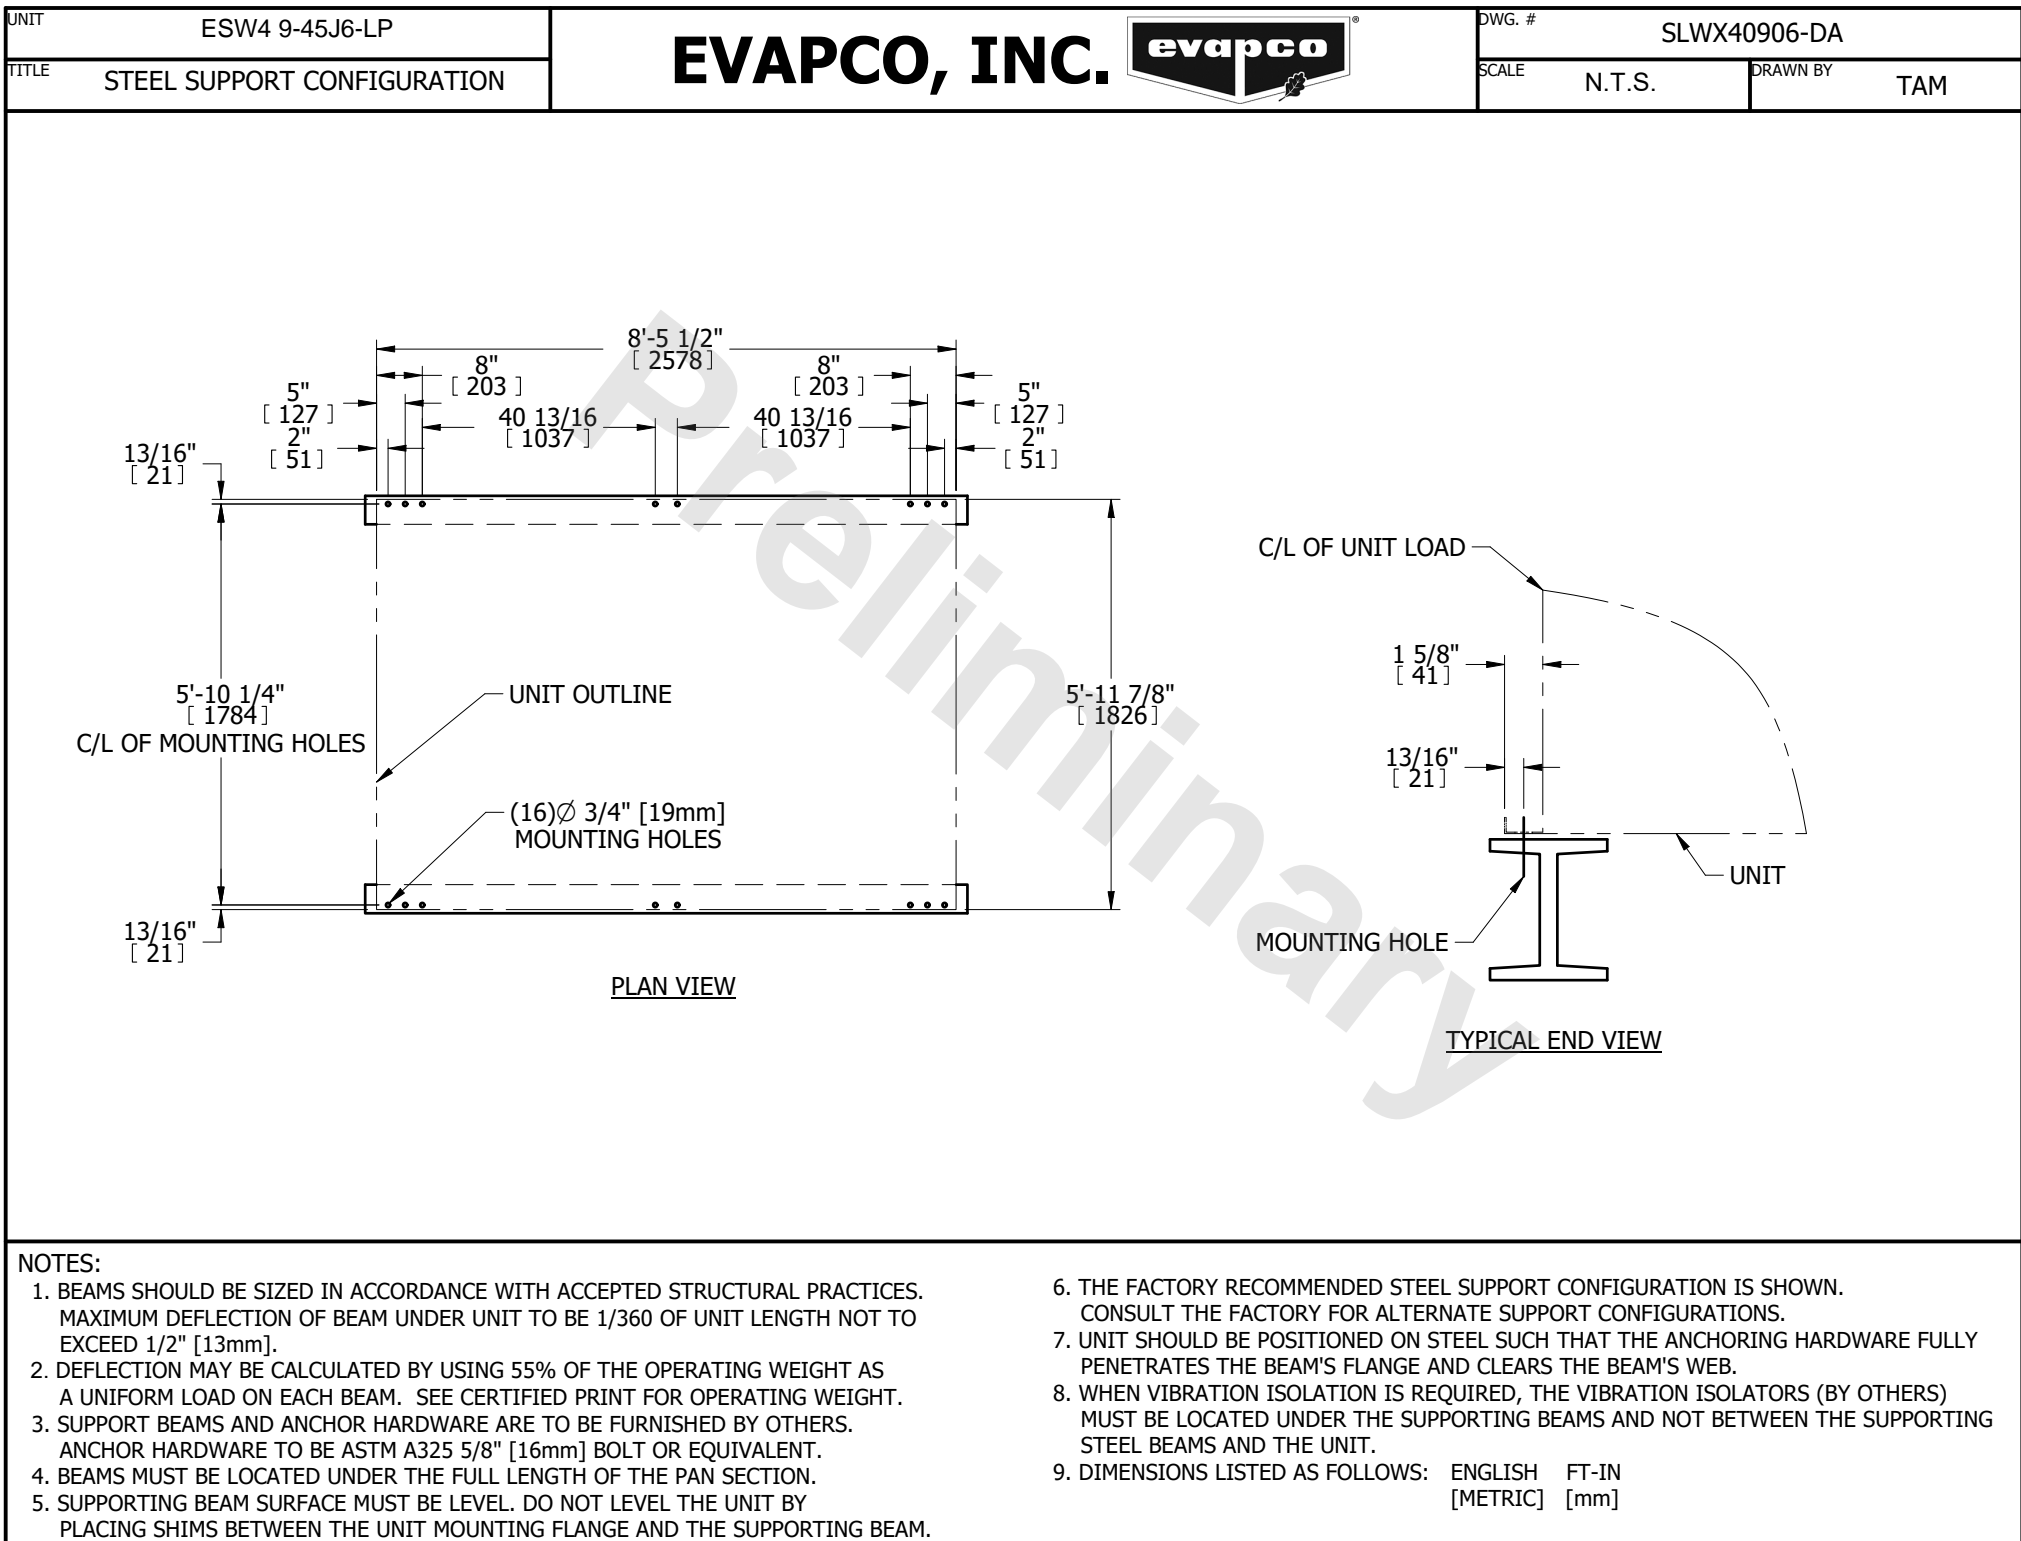 UNIT
ESW4 9-45J6-LP
TITLE
STEEL SUPPORT CONFIGURATION
EVAPCO, INC.
evapco
®
DWG. #
SLWX40906-DA
SCALE
N.T.S.
DRAWN BY
TAM
8'-5 1/2"
[ 2578 ]
8"
[ 203 ]
8"
[ 203 ]
5"
[ 127 ]
5"
[ 127 ]
40 13/16
[ 1037 ]
40 13/16
[ 1037 ]
2"
[ 51 ]
2"
[ 51 ]
13/16"
[ 21 ]
5'-10 1/4"
[ 1784 ]
C/L OF MOUNTING HOLES
UNIT OUTLINE
5'-11 7/8"
[ 1826 ]
(16)Ø 3/4" [19mm]
MOUNTING HOLES
13/16"
[ 21 ]
PLAN VIEW
C/L OF UNIT LOAD
1 5/8"
[ 41 ]
13/16"
[ 21 ]
UNIT
MOUNTING HOLE
TYPICAL END VIEW
Preliminary
NOTES:
1. BEAMS SHOULD BE SIZED IN ACCORDANCE WITH ACCEPTED STRUCTURAL PRACTICES.
MAXIMUM DEFLECTION OF BEAM UNDER UNIT TO BE 1/360 OF UNIT LENGTH NOT TO
EXCEED 1/2" [13mm].
2. DEFLECTION MAY BE CALCULATED BY USING 55% OF THE OPERATING WEIGHT AS
A UNIFORM LOAD ON EACH BEAM. SEE CERTIFIED PRINT FOR OPERATING WEIGHT.
3. SUPPORT BEAMS AND ANCHOR HARDWARE ARE TO BE FURNISHED BY OTHERS.
ANCHOR HARDWARE TO BE ASTM A325 5/8" [16mm] BOLT OR EQUIVALENT.
4. BEAMS MUST BE LOCATED UNDER THE FULL LENGTH OF THE PAN SECTION.
5. SUPPORTING BEAM SURFACE MUST BE LEVEL. DO NOT LEVEL THE UNIT BY
PLACING SHIMS BETWEEN THE UNIT MOUNTING FLANGE AND THE SUPPORTING BEAM.
6. THE FACTORY RECOMMENDED STEEL SUPPORT CONFIGURATION IS SHOWN.
CONSULT THE FACTORY FOR ALTERNATE SUPPORT CONFIGURATIONS.
7. UNIT SHOULD BE POSITIONED ON STEEL SUCH THAT THE ANCHORING HARDWARE FULLY
PENETRATES THE BEAM'S FLANGE AND CLEARS THE BEAM'S WEB.
8. WHEN VIBRATION ISOLATION IS REQUIRED, THE VIBRATION ISOLATORS (BY OTHERS)
MUST BE LOCATED UNDER THE SUPPORTING BEAMS AND NOT BETWEEN THE SUPPORTING
STEEL BEAMS AND THE UNIT.
9. DIMENSIONS LISTED AS FOLLOWS: ENGLISH FT-IN
[METRIC] [mm]